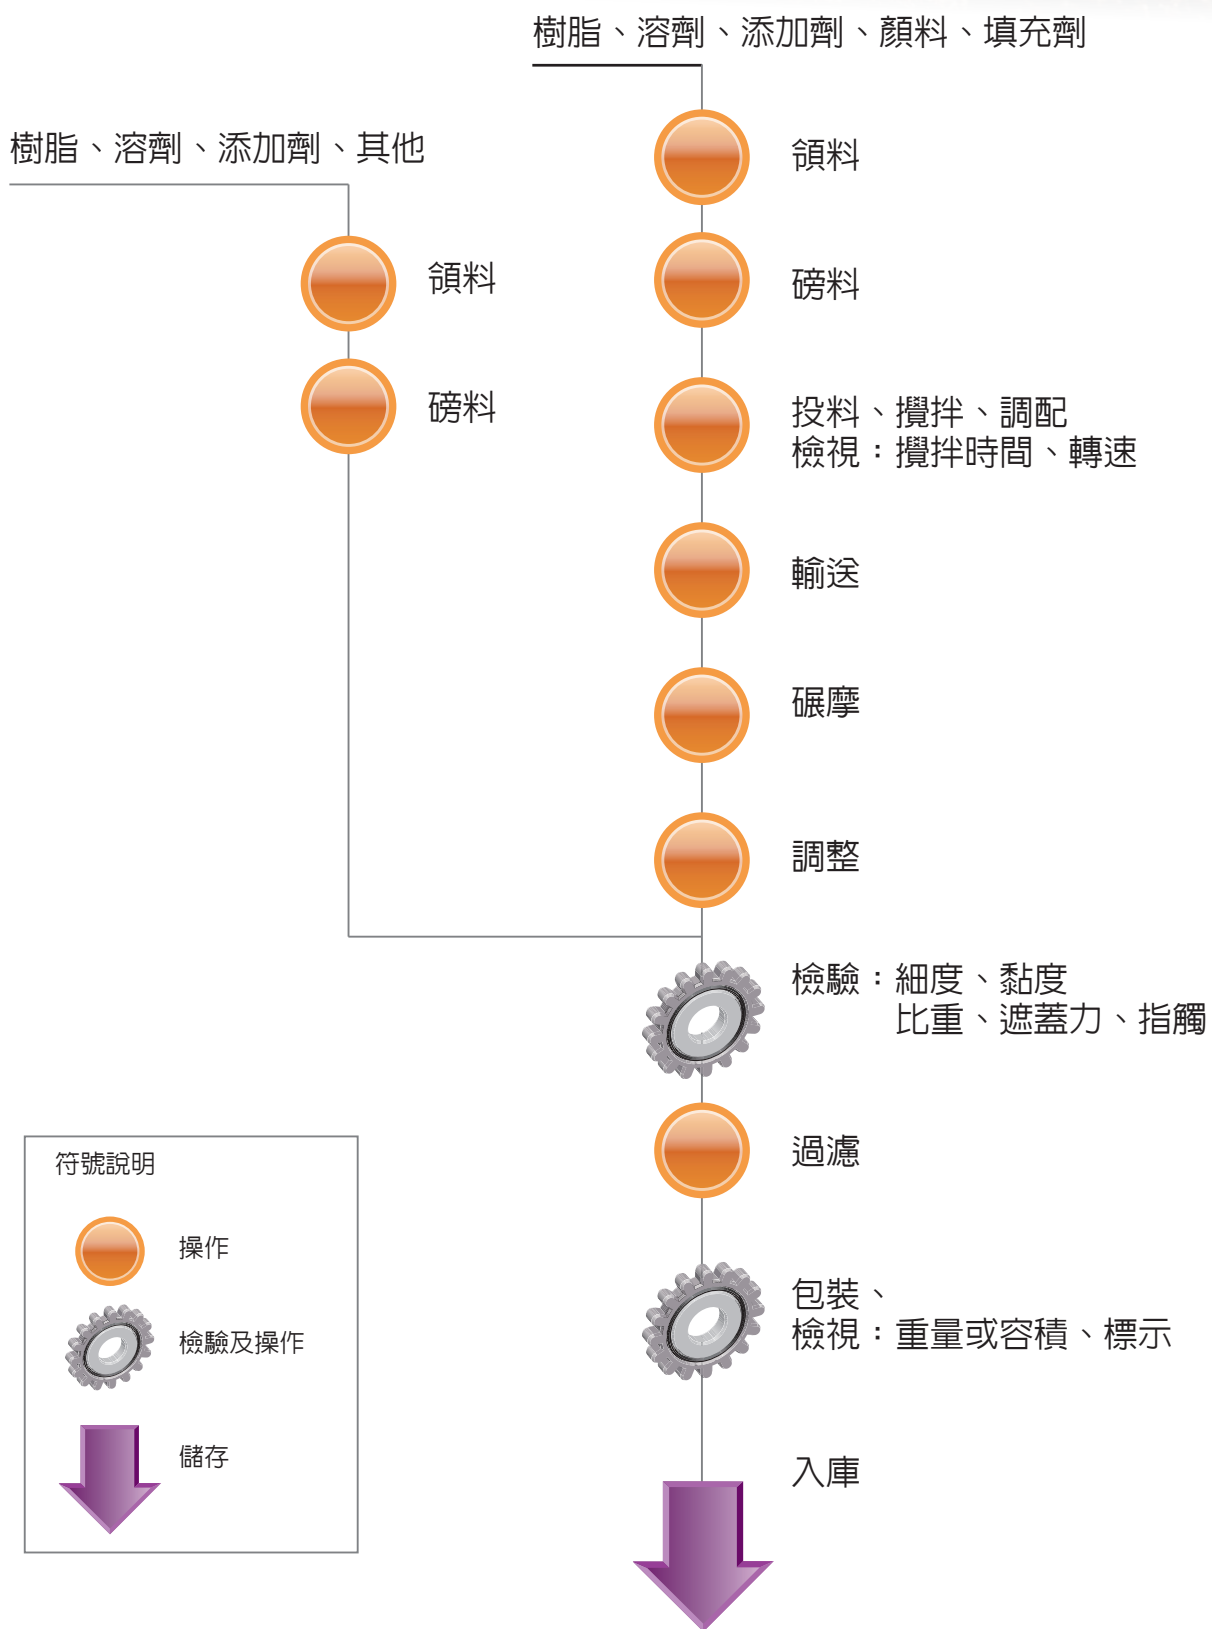 樹脂、溶劑、添加劑、顏料、填充劑
樹脂、溶劑、添加劑、其他
領料
磅料
領料
磅料
投料、攪拌、調配
檢視：攪拌時間、轉速
輸送
碾摩
調整
檢驗：細度、黏度
比重、遮蓋力、指觸
過濾
包裝、
檢視：重量或容積、標示
入庫
符號說明
操作
檢驗及操作
儲存